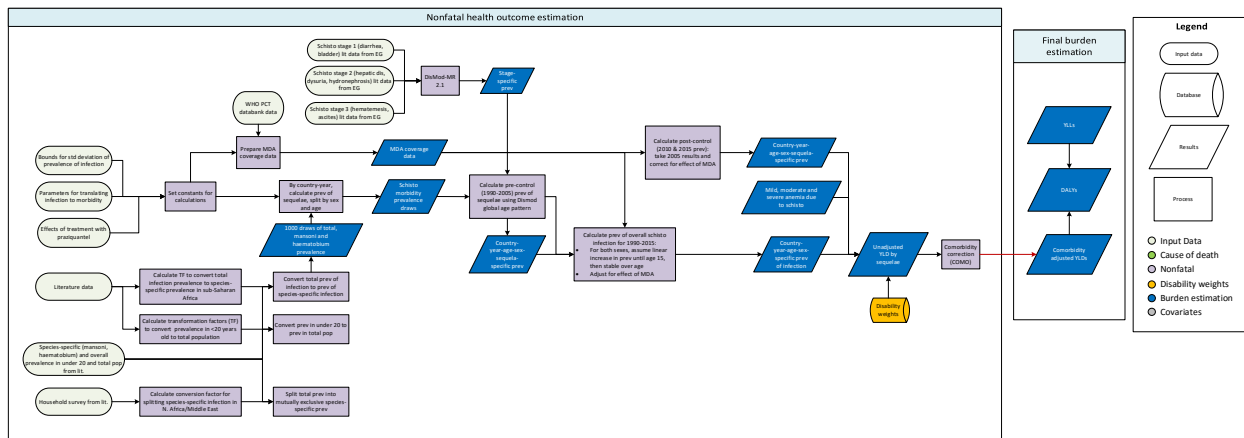 Nonfatal health outcome estimation
Schisto stage 1 (diarrhea,
bladder) lit data from EG
Schisto stage 2 (hepatic dis,
dysuria, hydronephrosis) lit data
from EG
Schisto stage 3 (hematemesis,
ascites) lit data from EG
DisMod-MR
2.1
Stage-
specific
prev
WHO PCT
databank data
Prepare MDA
coverage data
MDA coverage
data
Bounds for std deviation of
prevalence of infection
Parameters for translating
infection to morbidity
Effects of treatment with
praziquantel
Set constants for
calculations
By country-year,
calculate prev of
sequelae, split by sex
and age
Schisto
morbidity
prevalence
draws
1000 draws of total,
mansoni and
haematobium
prevalence
Calculate pre-control
(1990-2005) prev of
sequelae using Dismod
global age pattern
Country-
year-age-sex-
sequela-
specific prev
Calculate post-control
(2010 & 2015 prev):
take 2005 results and
correct for effect of MDA
Country-year-
age-sex-sequela-
specific prev
Mild, moderate and
severe anemia due to
schisto
Calculate prev of overall schisto
infection for 1990-2015:
• For both sexes, assume linear
increase in prev until age 15,
then stable over age
• Adjust for effect of MDA
Country-year-
age-sex-
specific prev
of infection
Unadjusted
YLD by
sequelae
Disability
weights
Comorbidity
correction
(COMO)
Literature data
Calculate TF to convert total
infection prevalence to species-
specific prevalence in sub-Saharan
Africa
Convert total prev of
infection to prev of
species-specific infection
Calculate transformation factors (TF)
to convert prevalence in <20 years
old to total population
Convert prev in under 20 to
prev in total pop
Species-specific (mansoni,
haematobium) and overall
prevalence in under 20 and total pop
from lit.
Household survey from lit.
Calculate conversion factor for
splitting species-specific infection in
N. Africa/Middle East
Split total prev into
mutually exclusive species-
specific prev
Final burden
estimation
YLLs
DALYs
Comorbidity
adjusted YLDs
Legend
Input data
Database
Results
Process
Input Data
Cause of death
Nonfatal
Disability weights
Burden estimation
Covariates